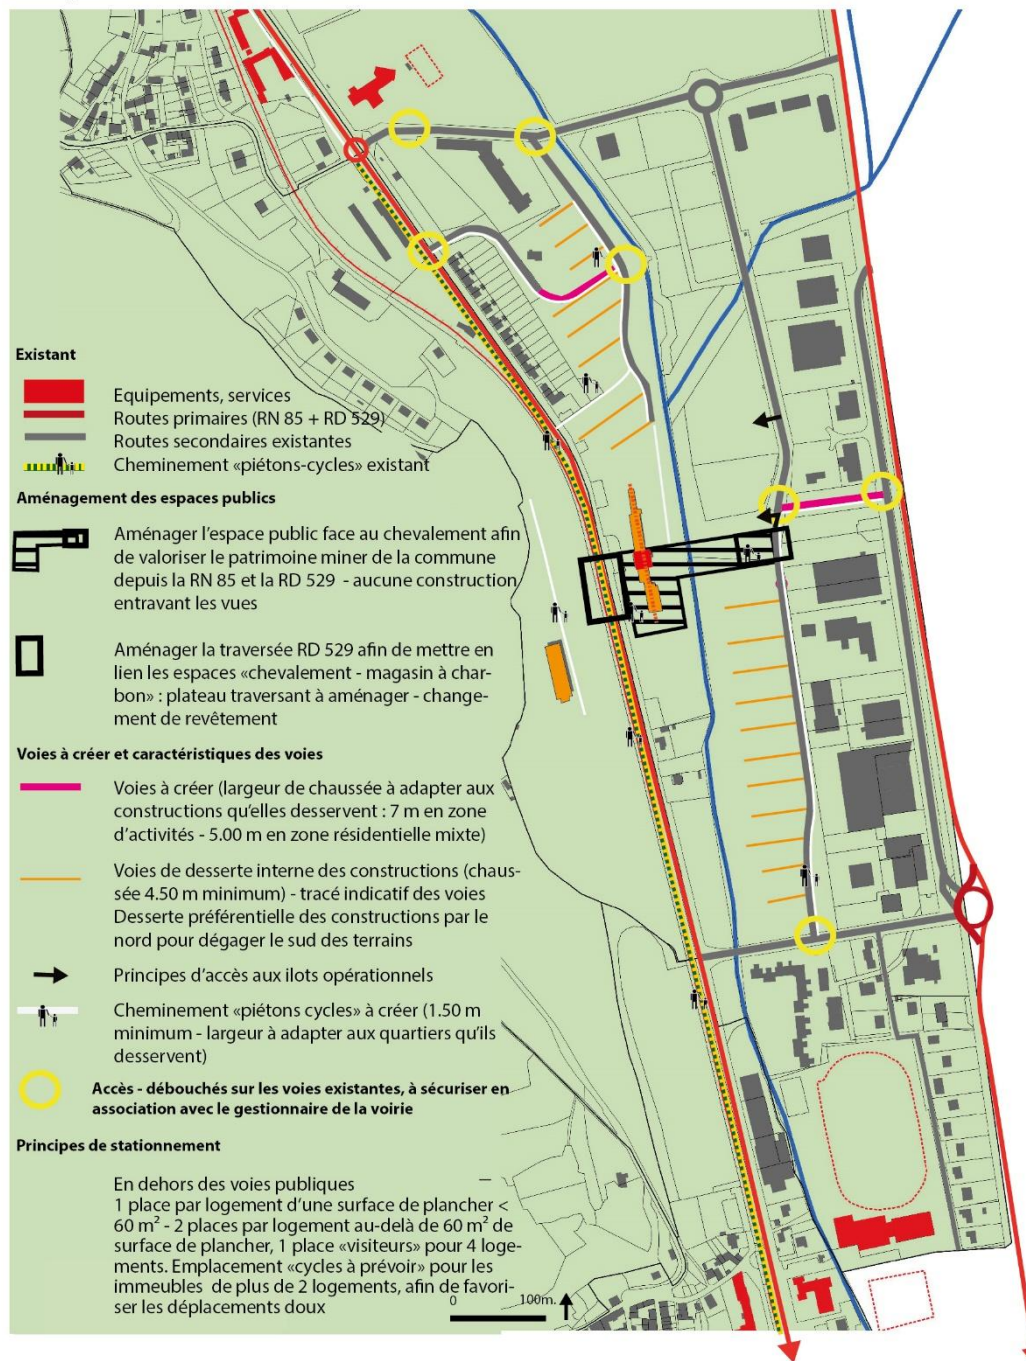 Existant
Equipements, services
Routes primaires (RN 85 + RD 529)
Routes secondaires existantes
Cheminement «piétons-cycles» existant
Aménagement des espaces publics
Aménager l'espace public face au chevalement afin
de valoriser le patrimoine miner de la commune
depuis la RN 85 et la RD 529 - aucune construction
entravant les vues
Aménager la traversée RD 529 afin de mettre en
lien les espaces «chevalement - magasin à char-
bon» : plateau traversant à aménager - change-
ment de revêtement
Voies à créer et caractéristiques des voies
Voies à créer (largeur de chaussée à adapter aux
constructions qu'elles desservent : 7 m en zone
d'activités - 5.00 m en zone résidentielle mixte)
Voies de desserte interne des constructions (chaus-
sée 4.50 m minimum) - tracé indicatif des voies
Desserte préférentielle des constructions par le
nord pour dégager le sud des terrains
Principes d'accès aux ilots opérationnels
Cheminement «piétons cycles» à créer (1.50 m
minimum - largeur à adapter aux quartiers qu'ils
desservent)
Accès - débouchés sur les voies existantes, à sécuriser en
association avec le gestionnaire de la voirie
Principes de stationnement
En dehors des voies publiques
1 place par logement d'une surface de plancher <
60 m² - 2 places par logement au-delà de 60 m² de
surface de plancher, 1 place «visiteurs» pour 4 loge-
ments. Emplacement «cycles à prévoir» pour les
immeubles de plus de 2 logements, afin de favori-
ser les déplacements doux
0 100m.